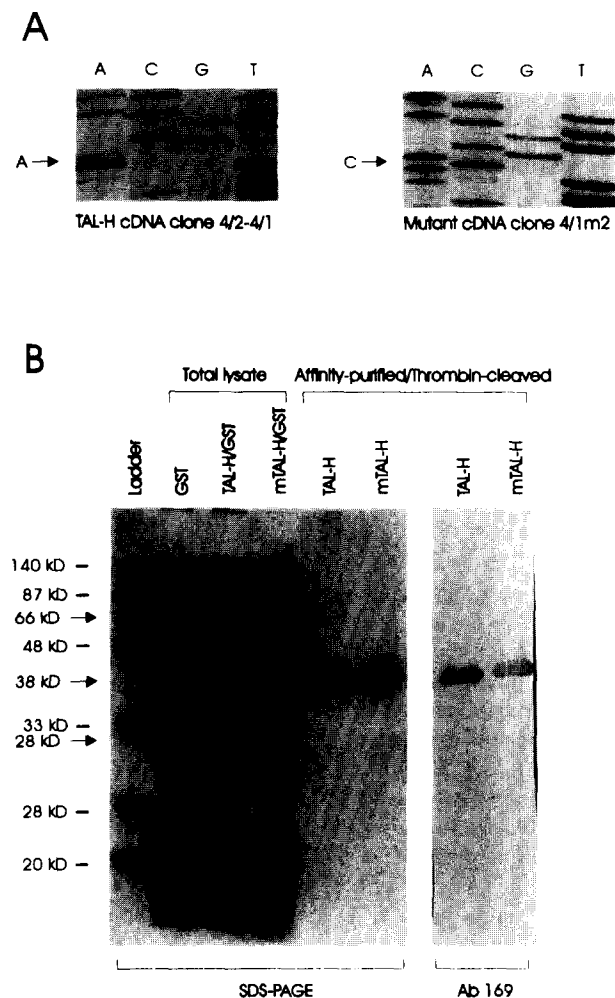 A
A C G T
A
TAL-H cDNA clone 4/2-4/1
A C G T
C
Mutant cDNA clone 4/1m2
B
Total lysate
Affinity-purified/Thrombin-cleaved
Ladder
GST
TAL-H/GST
mTAL-H/GST
TAL-H
mTAL-H
TAL-H
mTAL-H
140 kD
87 kD
66 kD
48 kD
38 kD
33 kD
28 kD
28 kD
20 kD
SDS-PAGE
Ab 169